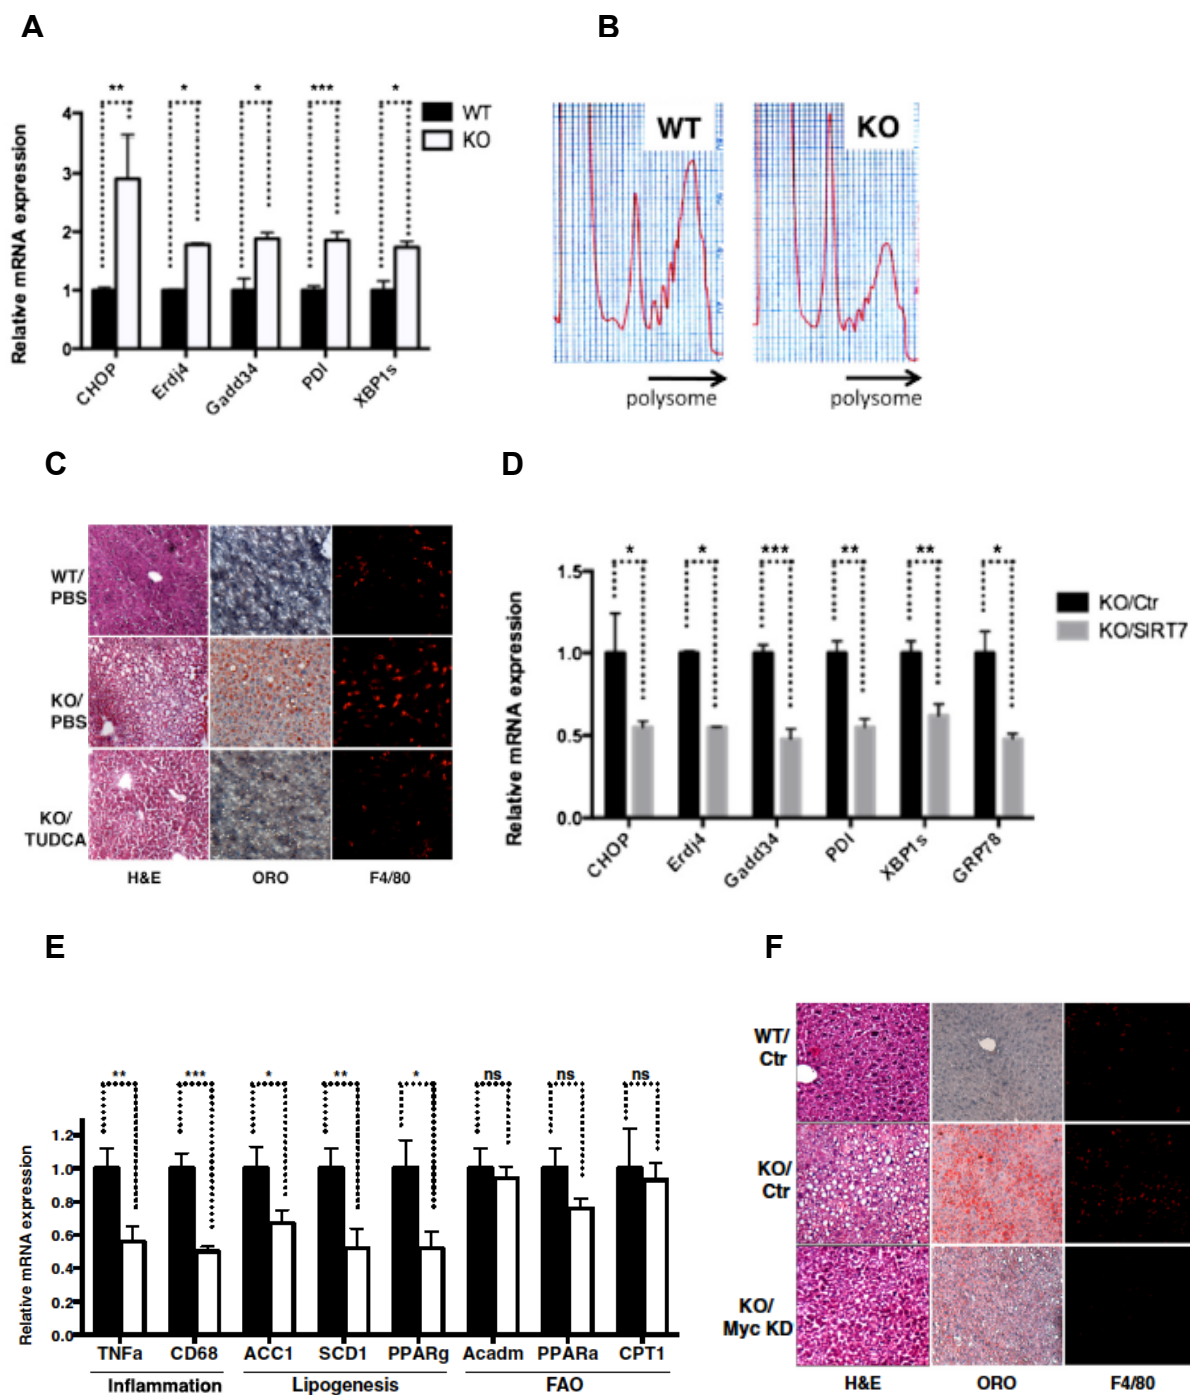 A
B
** * * *** *
4
3
2
1
0
Relative mRNA expression
WT
KO
CHOP Erdj4 Gadd34 PDI XBP1s
WT
KO
polysome
polysome
C
D
WT/
PBS
KO/
PBS
KO/
TUDCA
H&E ORO F4/80
* * *** ** ** *
1.5
1.0
0.5
0.0
Relative mRNA expression
KO/Ctr
KO/SIRT7
CHOP Erdj4 Gadd34 PDI XBP1s GRP78
E
F
** *** * ** * ns ns ns
1.2
1.0
0.8
0.6
0.4
0.2
0.0
Relative mRNA expression
TNFa CD68 ACC1 SCD1 PPARg Acadm PPARa CPT1
Inflammation Lipogenesis FAO
WT/
Ctr
KO/
Ctr
KO/
Myc KD
H&E ORO F4/80